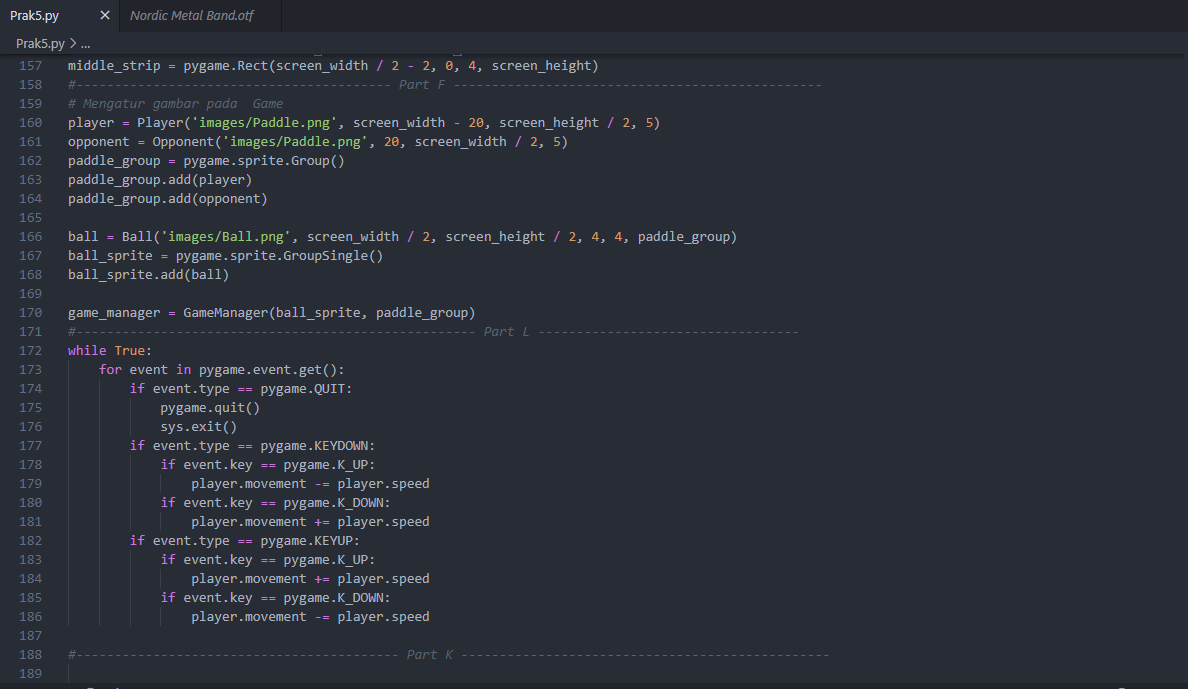 Prak5.py × Nordic Metal Band.otf
Prak5.py > ...
157 middle_strip = pygame.Rect(screen_width / 2 - 2, 0, 4, screen_height)
158 #----------------------------------------- Part F ------------------------------------------------
159 # Mengatur gambar pada  Game
160 player = Player('images/Paddle.png', screen_width - 20, screen_height / 2, 5)
161 opponent = Opponent('images/Paddle.png', 20, screen_width / 2, 5)
162 paddle_group = pygame.sprite.Group()
163 paddle_group.add(player)
164 paddle_group.add(opponent)
165
166 ball = Ball('images/Ball.png', screen_width / 2, screen_height / 2, 4, 4, paddle_group)
167 ball_sprite = pygame.sprite.GroupSingle()
168 ball_sprite.add(ball)
169
170 game_manager = GameManager(ball_sprite, paddle_group)
171 #---------------------------------------------------- Part L ----------------------------------
172 while True:
173     for event in pygame.event.get():
174         if event.type == pygame.QUIT:
175             pygame.quit()
176             sys.exit()
177         if event.type == pygame.KEYDOWN:
178             if event.key == pygame.K_UP:
179                 player.movement -= player.speed
180             if event.key == pygame.K_DOWN:
181                 player.movement += player.speed
182         if event.type == pygame.KEYUP:
183             if event.key == pygame.K_UP:
184                 player.movement += player.speed
185             if event.key == pygame.K_DOWN:
186                 player.movement -= player.speed
187
188 #------------------------------------------ Part K ------------------------------------------------
189